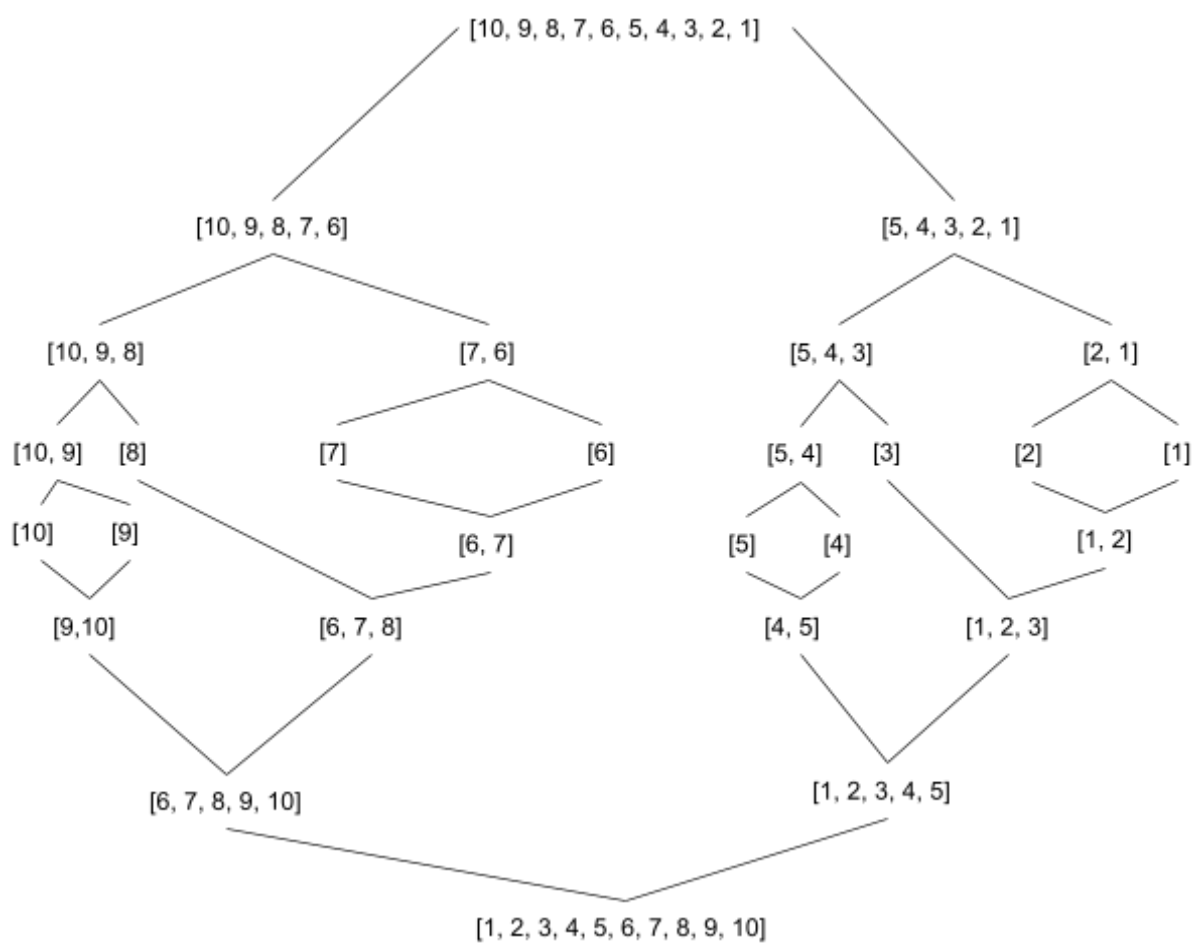 [10, 9, 8, 7, 6, 5, 4, 3, 2, 1]
[10, 9, 8, 7, 6] [5, 4, 3, 2, 1]
[10, 9, 8] [7, 6] [5, 4, 3] [2, 1]
[10, 9] [8] [7] [6] [5, 4] [3] [2] [1]
[10] [9] [6, 7] [5] [4] [1, 2]
[9,10] [6, 7, 8] [4, 5] [1, 2, 3]
[6, 7, 8, 9, 10] [1, 2, 3, 4, 5]
[1, 2, 3, 4, 5, 6, 7, 8, 9, 10]